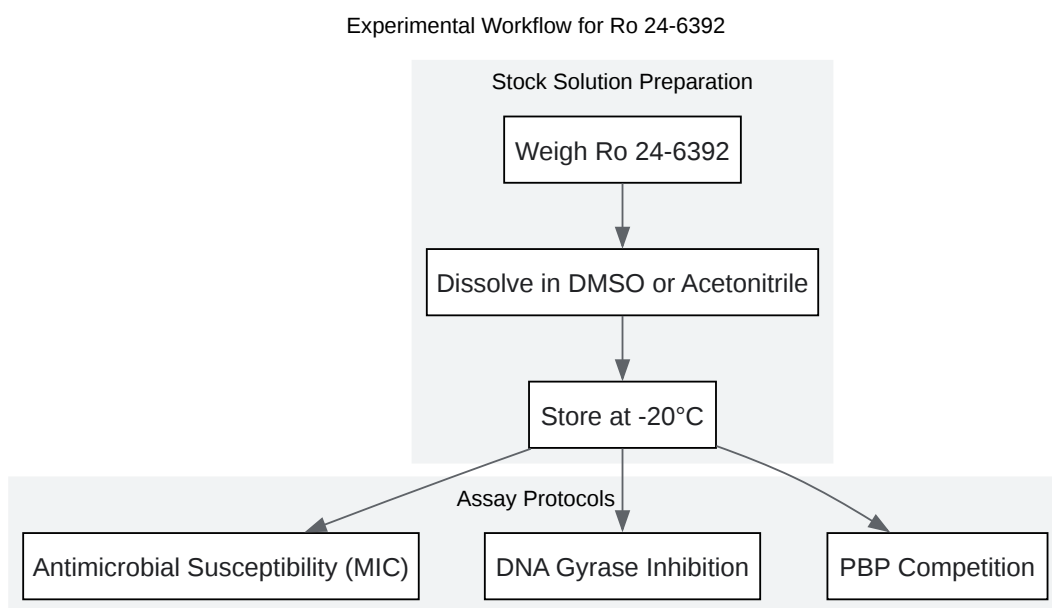 Experimental Workflow for Ro 24-6392
Stock Solution Preparation
Weigh Ro 24-6392
Dissolve in DMSO or Acetonitrile
Store at -20°C
Assay Protocols
Antimicrobial Susceptibility (MIC)
DNA Gyrase Inhibition
PBP Competition